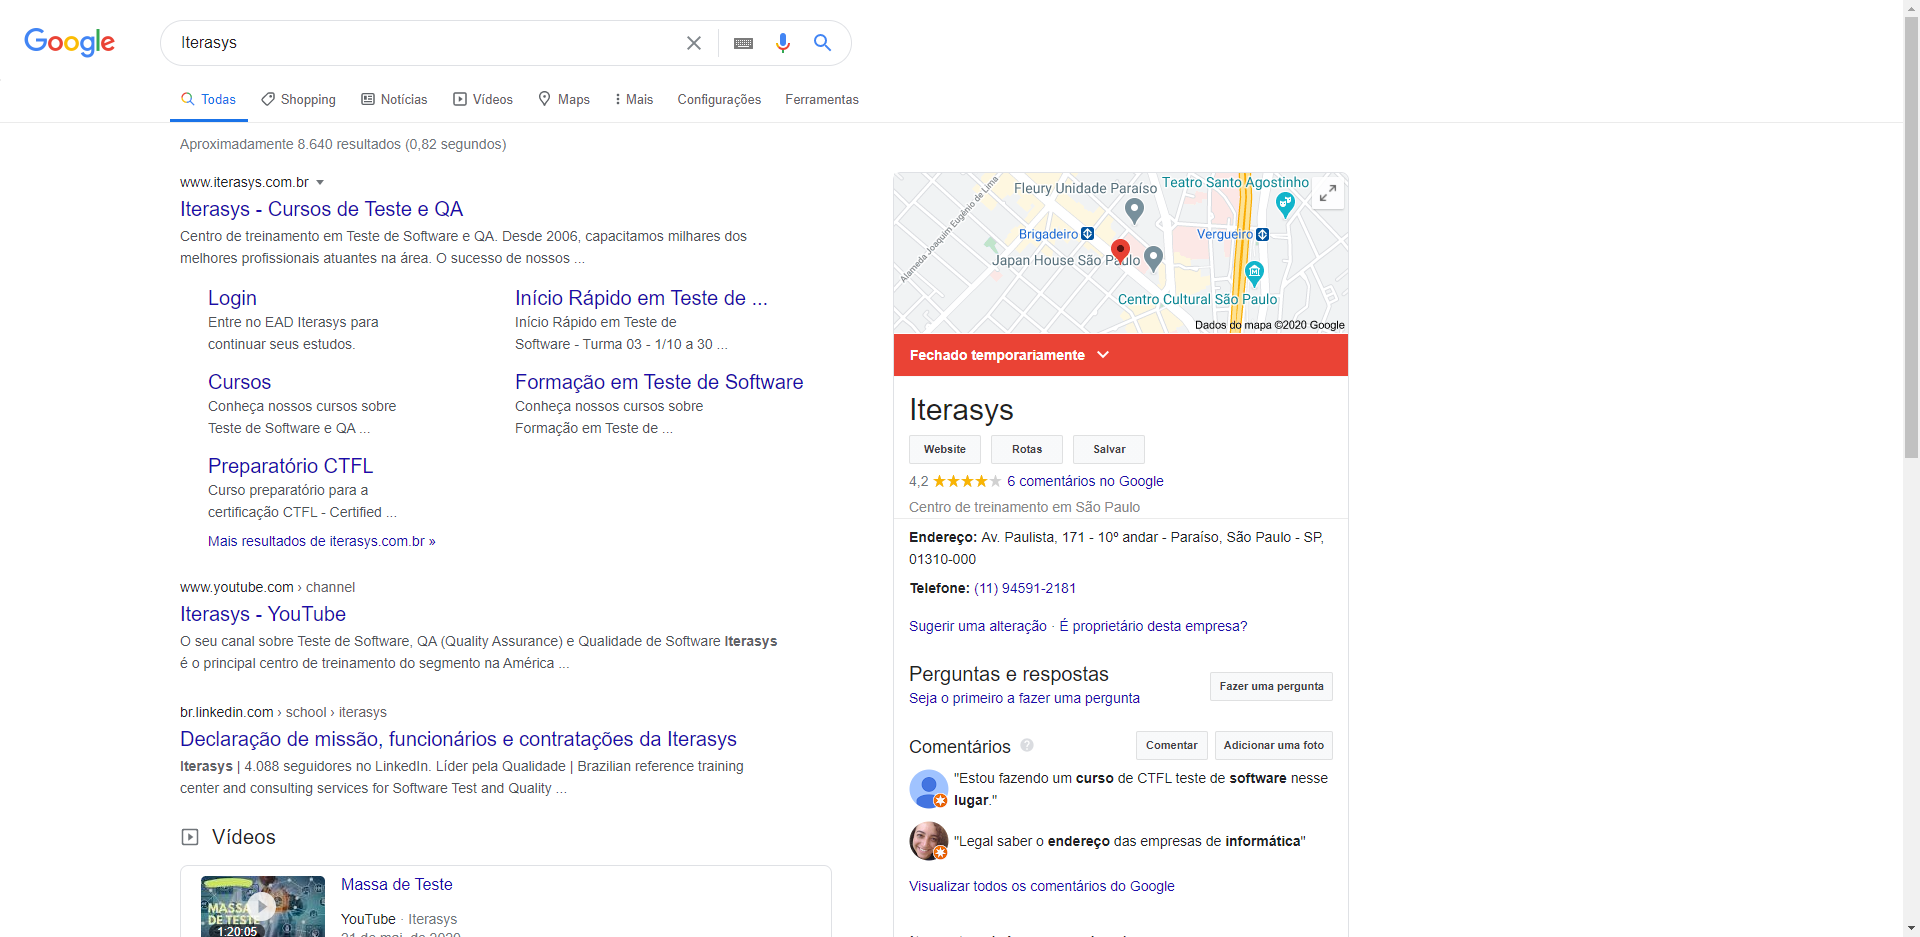 Google
Iterasys
Todas
Shopping
Notícias
Vídeos
Maps
Mais
Configurações
Ferramentas
Aproximadamente 8.640 resultados (0,82 segundos)
www.iterasys.com.br
Iterasys - Cursos de Teste e QA
Centro de treinamento em Teste de Software e QA. Desde 2006, capacitamos milhares dos
melhores profissionais atuantes na área. O sucesso de nossos ...
Login
Entre no EAD Iterasys para
continuar seus estudos.
Início Rápido em Teste de ...
Início Rápido em Teste de
Software - Turma 03 - 1/10 a 30 ...
Cursos
Conheça nossos cursos sobre
Teste de Software e QA ...
Formação em Teste de Software
Conheça nossos cursos sobre
Formação em Teste de ...
Preparatório CTFL
Curso preparatório para a
certificação CTFL - Certified ...
Mais resultados de iterasys.com.br »
www.youtube.com › channel
Iterasys - YouTube
O seu canal sobre Teste de Software, QA (Quality Assurance) e Qualidade de Software Iterasys
é o principal centro de treinamento do segmento na América ...
br.linkedin.com › school › iterasys
Declaração de missão, funcionários e contratações da Iterasys
Iterasys | 4.088 seguidores no LinkedIn. Líder pela Qualidade | Brazilian reference training
center and consulting services for Software Test and Quality ...
Vídeos
MASSA
DE TESTE
1:20:05
Massa de Teste
YouTube · Iterasys
21 de mai. de 2020
Alameda Joaquim Eugênio de Lima
Fleury Unidade Paraíso
Teatro Santo Agostinho
Brigadeiro
Vergueiro
Japan House São Paulo
Centro Cultural São Paulo
Dados do mapa ©2020 Google
Fechado temporariamente
Iterasys
Website
Rotas
Salvar
4,2 6 comentários no Google
Centro de treinamento em São Paulo
Endereço: Av. Paulista, 171 - 10º andar - Paraíso, São Paulo - SP,
01310-000
Telefone: (11) 94591-2181
Sugerir uma alteração · É proprietário desta empresa?
Perguntas e respostas
Seja o primeiro a fazer uma pergunta
Fazer uma pergunta
Comentários
Comentar
Adicionar uma foto
"Estou fazendo um curso de CTFL teste de software nesse
lugar."
"Legal saber o endereço das empresas de informática"
Visualizar todos os comentários do Google